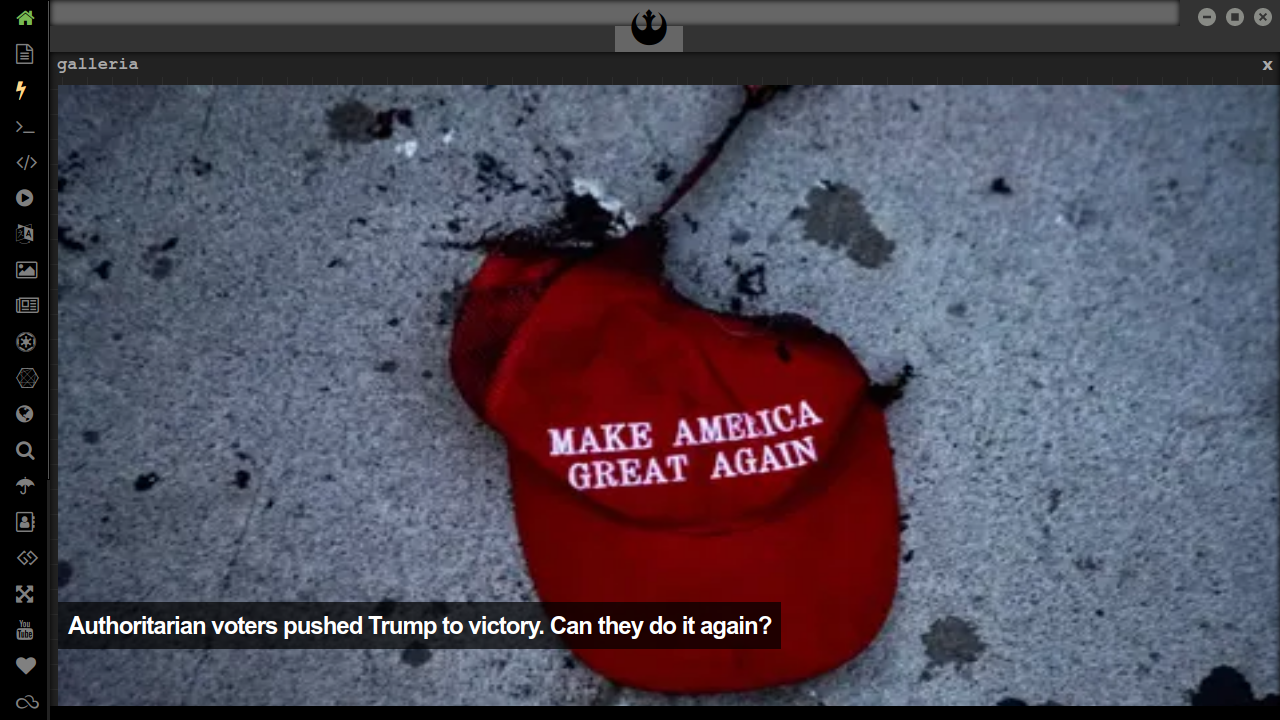 galleria
x
MAKE AMERICA
GREAT AGAIN
Authoritarian voters pushed Trump to victory. Can they do it again?
You
Tube